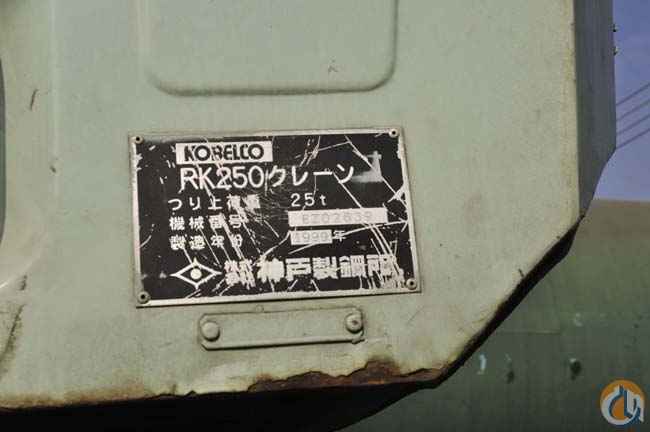 KOBELCO
RK250クレーン
つり上荷重 25t
機械番号 EZ02839
製造年份 1999年
株式会社 神戸製鋼所